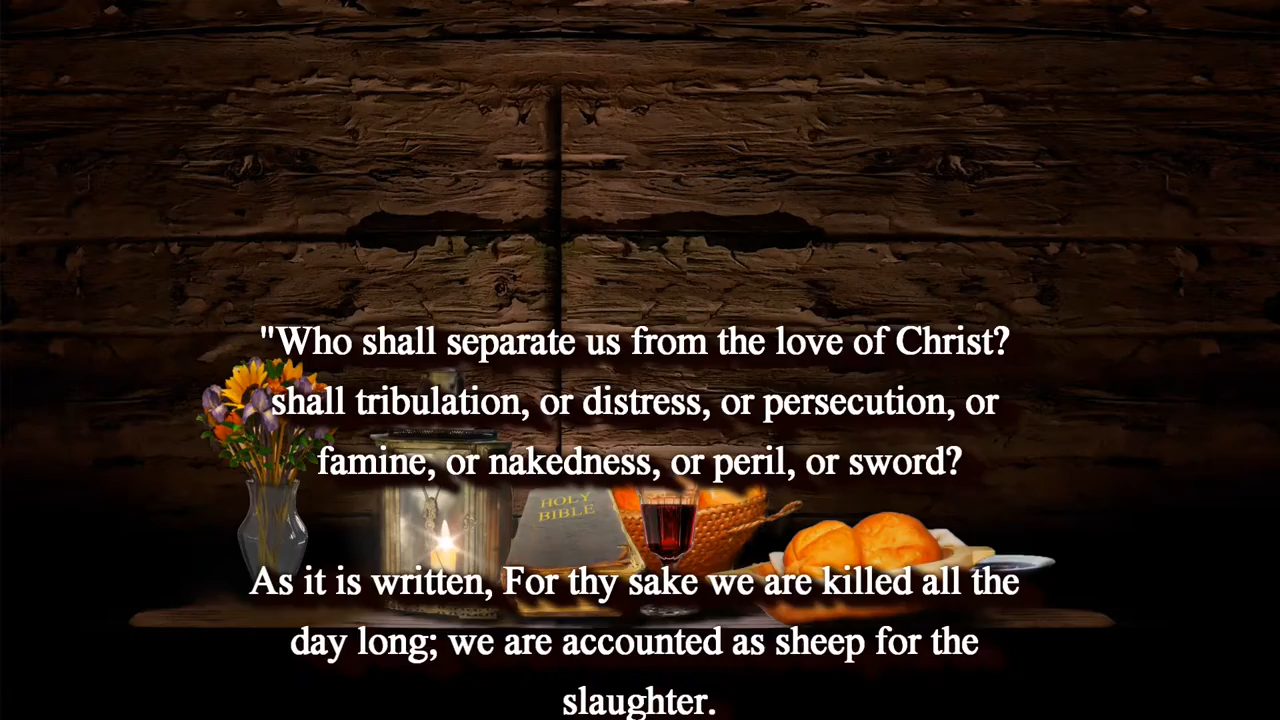 "Who shall separate us from the love of Christ?
shall tribulation, or distress, or persecution, or
famine, or nakedness, or peril, or sword?
HOLY
BIBLE
As it is written, For thy sake we are killed all the
day long; we are accounted as sheep for the
slaughter.